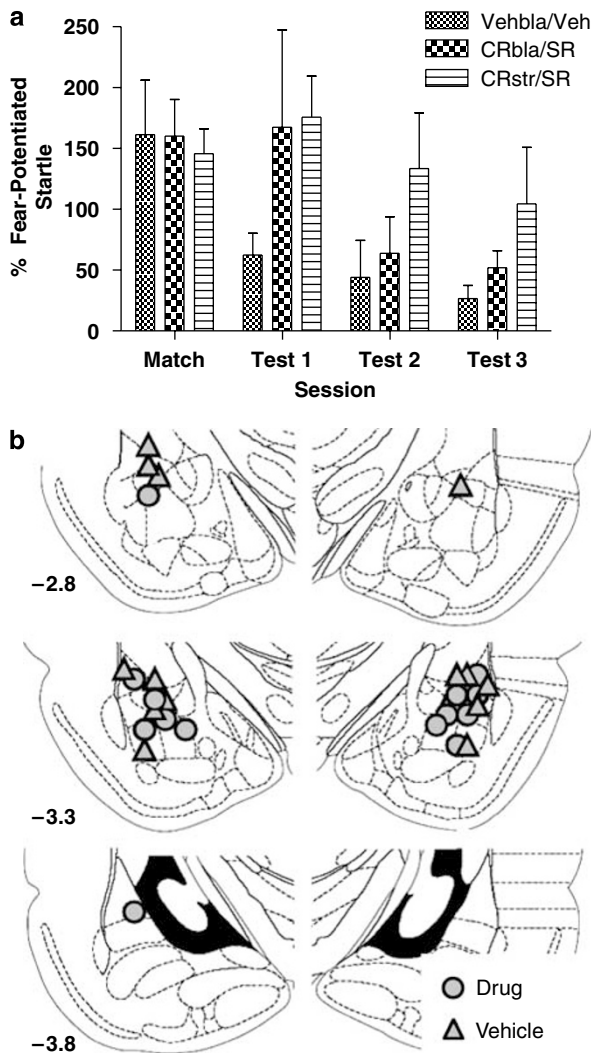 a
Vehbla/Veh
CRbla/SR
CRstr/SR
% Fear-Potentiated
Startle
250
200
150
100
50
0
Match Test 1 Test 2 Test 3
Session
b
–2.8
–3.3
–3.8
Drug
Vehicle